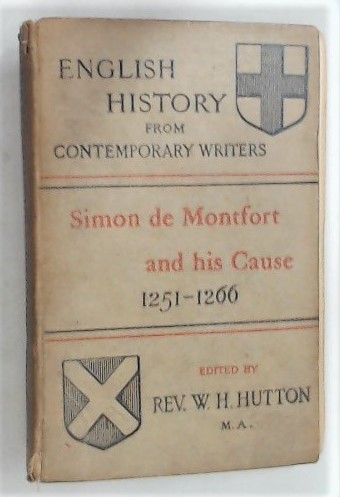 ENGLISH
HISTORY
FROM
CONTEMPORARY WRITERS
Simon de Montfort
and his Cause
1251-1266
EDITED BY
REV. W. H. HUTTON
M.A.